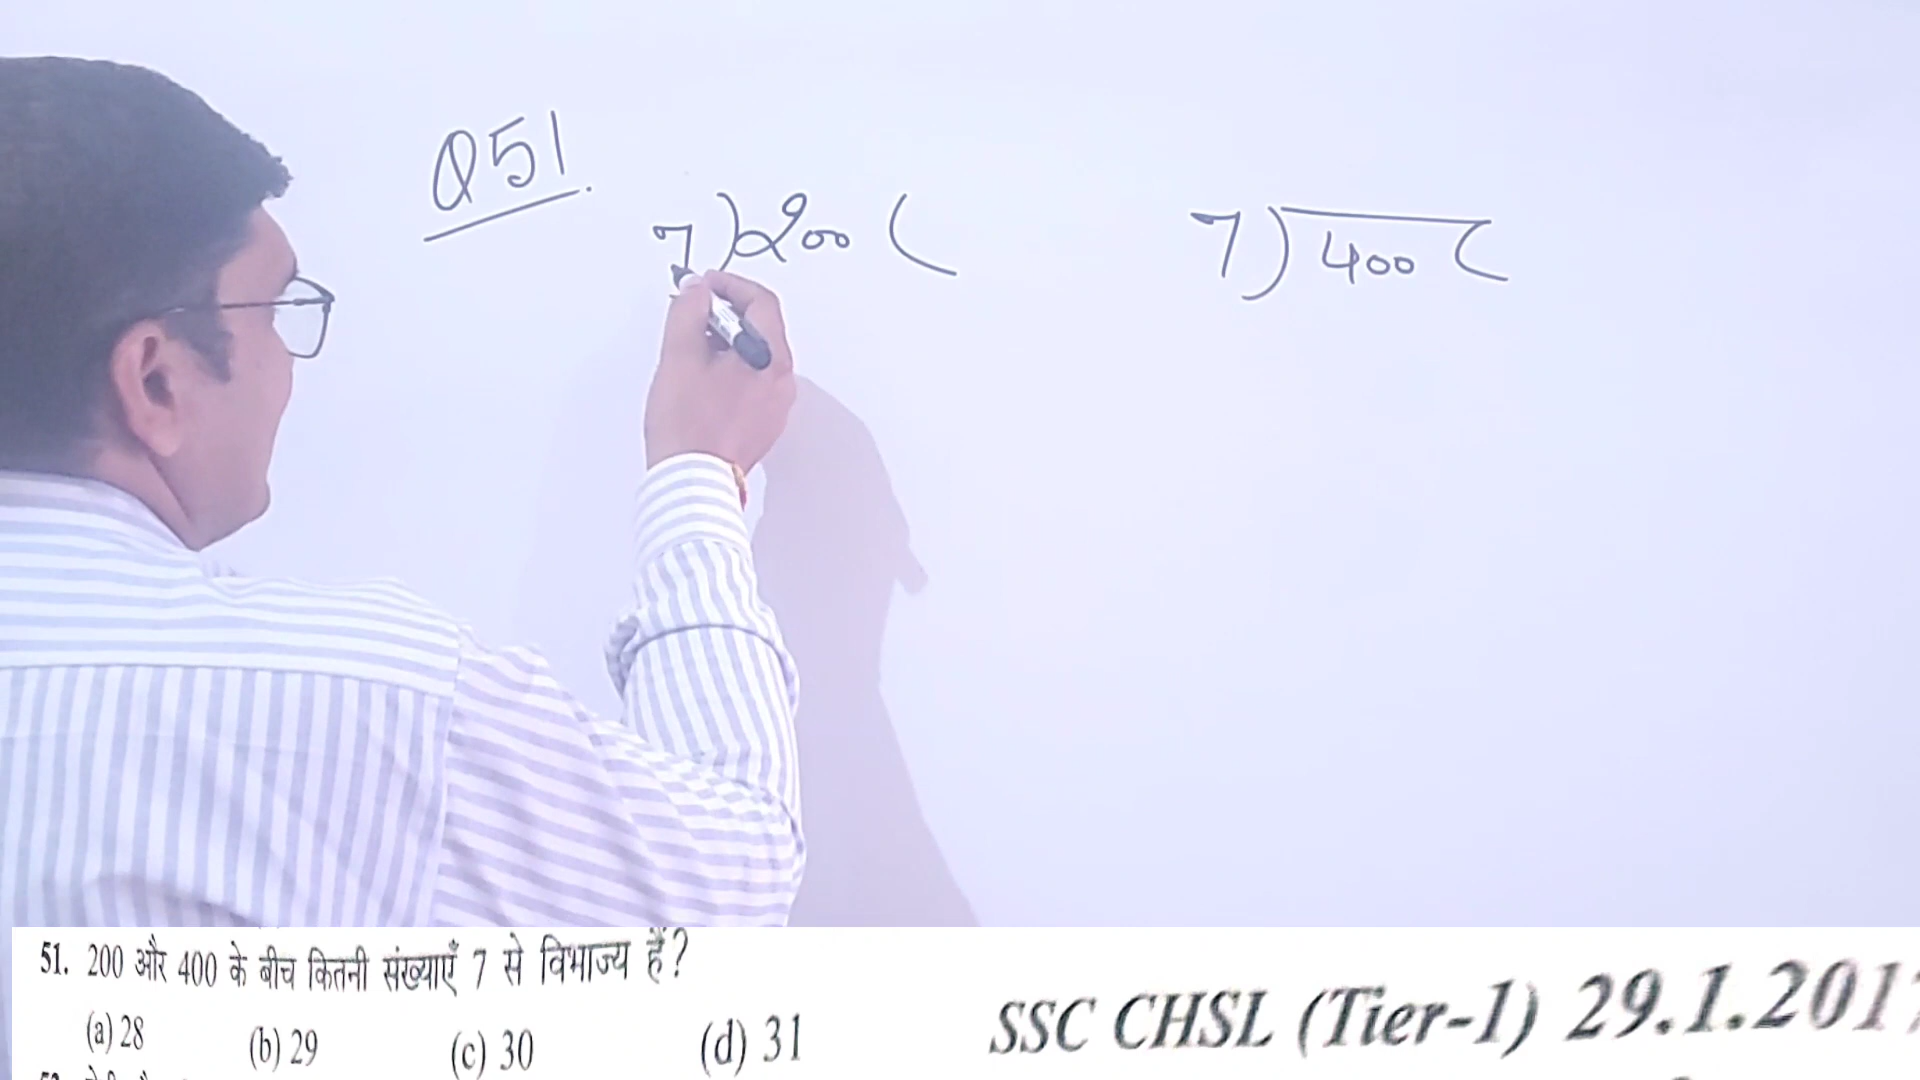 Q51.
7)200(
7)400(
51. 200 और 400 के बीच कितनी संख्याएँ 7 से विभाज्य हैं?
(a) 28 (b) 29 (c) 30 (d) 31
SSC CHSL (Tier-1) 29.1.201